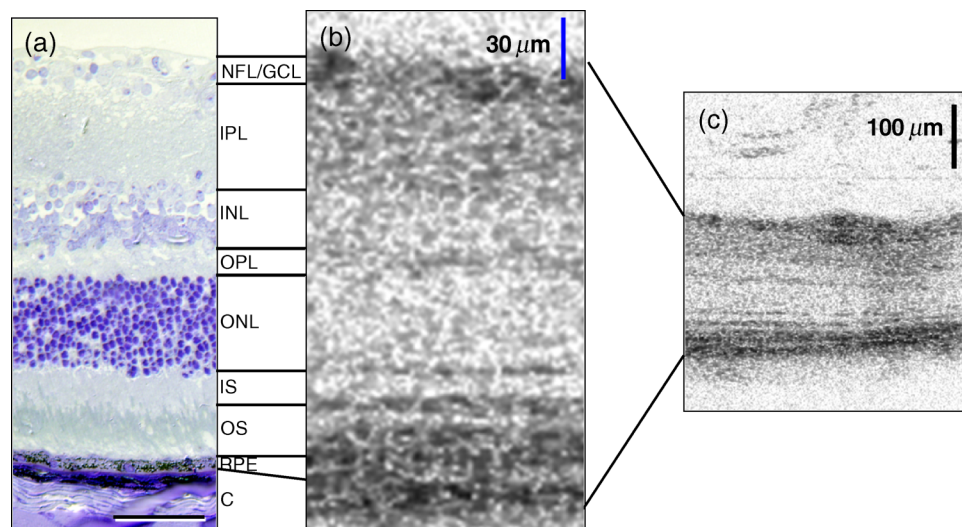 (a)
NFL/GCL
IPL
INL
OPL
ONL
IS
OS
RPE
C
(b)
30 µm
(c)
100 µm